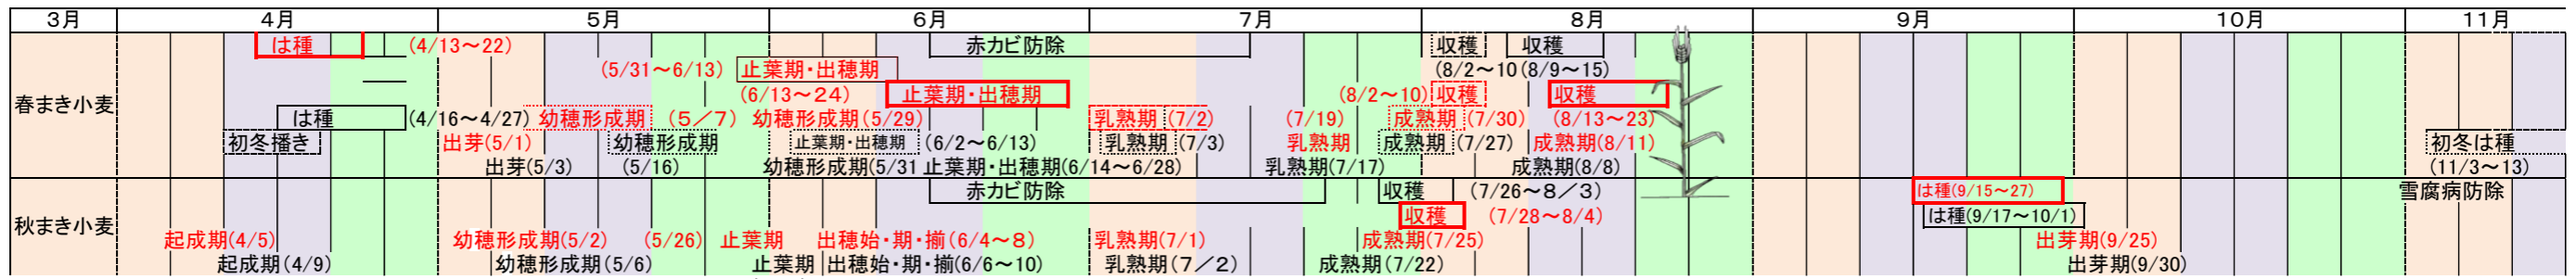 3月 4月 5月 6月 7月 8月 9月 10月 11月
は種 (4/13～22) 赤カビ防除 収穫 収穫
(5/31～6/13) 止葉期・出穂期 (8/2～10 (8/9～15)
春まき小麦 (6/13～24) 止葉期・出穂期 (8/2～10) 収穫 収穫
は種 (4/16～4/27) 幼穂形成期 (5/7) 幼穂形成期(5/29) 乳熟期 (7/2) (7/19) 成熟期 (7/30) (8/13～23)
初冬播き 出芽(5/1) 幼穂形成期 止葉期・出穂期 (6/2～6/13) 乳熟期 (7/3) 乳熟期 成熟期 (7/27) 成熟期(8/11) 初冬は種
出芽(5/3) (5/16) 幼穂形成期(5/31 止葉期・出穂期(6/14～6/28) 乳熟期(7/17) 成熟期(8/8) (11/3～13)
赤カビ防除 収穫 (7/26～8/3) は種(9/15～27) 雪腐病防除
秋まき小麦 収穫 (7/28～8/4) は種(9/17～10/1)
起成期(4/5) 幼穂形成期(5/2) (5/26) 止葉期 出穂始・期・揃(6/4～8) 乳熟期(7/1) 成熟期(7/25) 出芽期(9/25)
起成期(4/9) 幼穂形成期(5/6) 止葉期 出穂始・期・揃(6/6～10) 乳熟期(7/2) 成熟期(7/22) 出芽期(9/30)